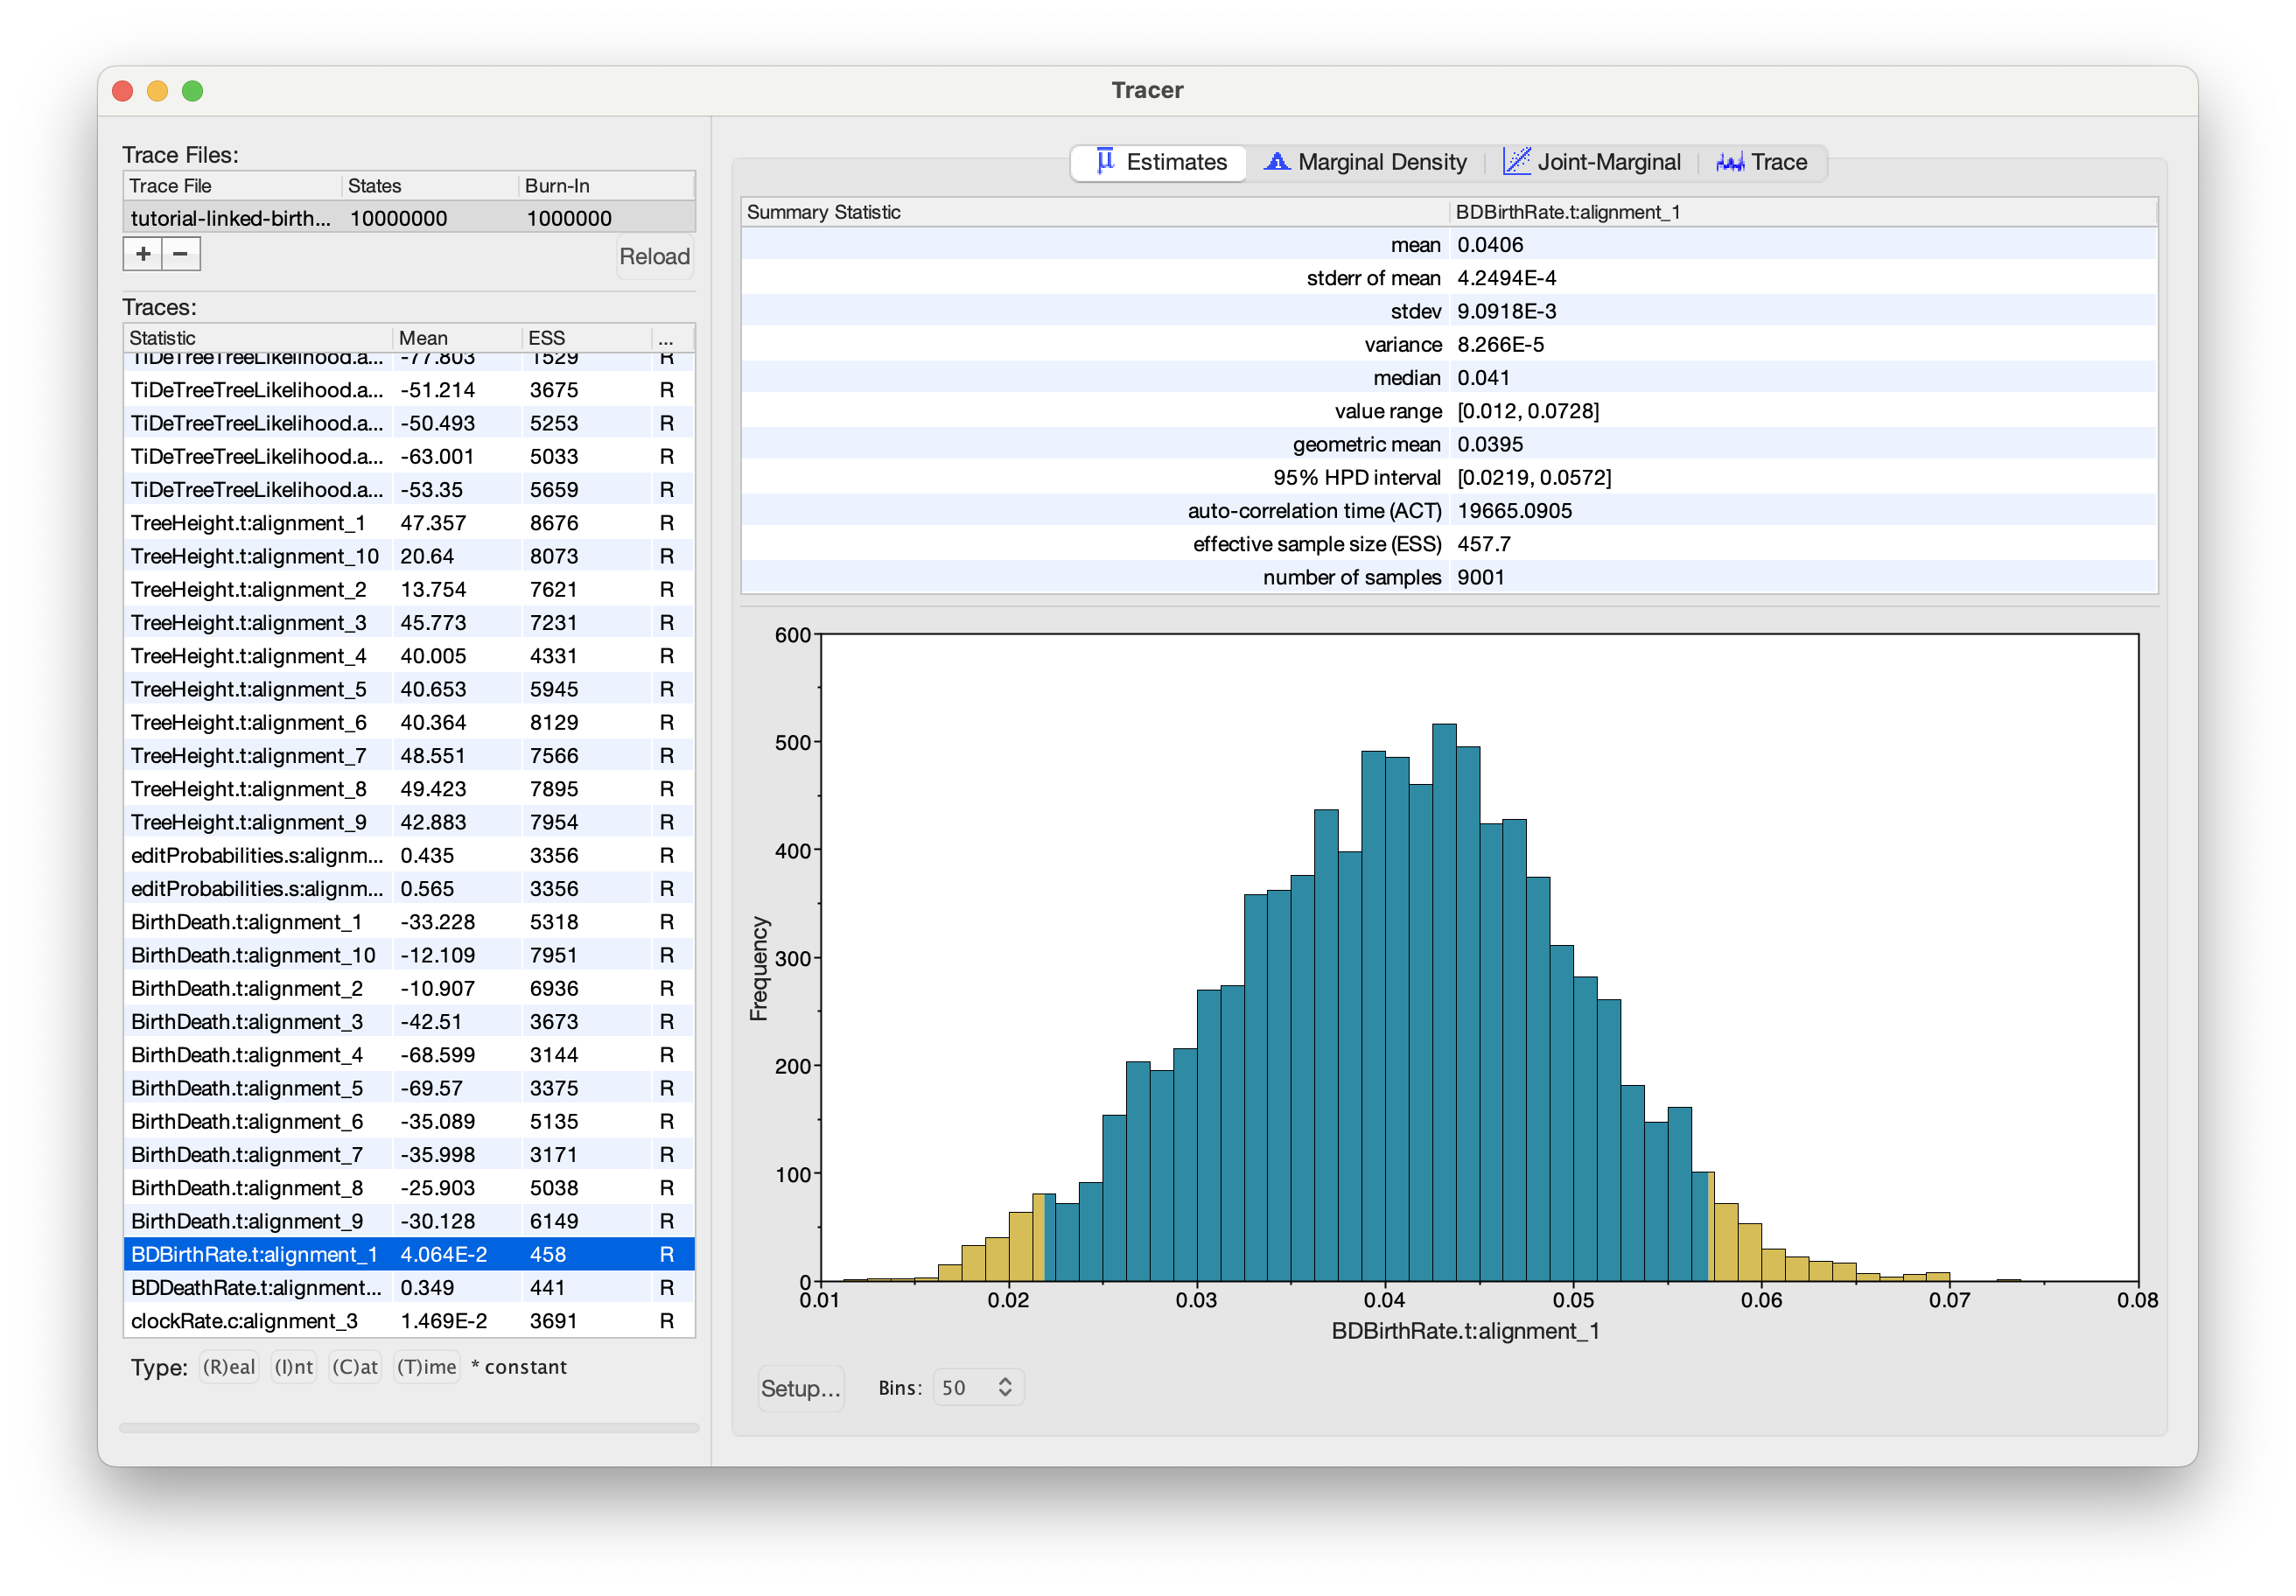 Tracer
Trace Files:
Trace File States Burn-In
tutorial-linked-birth... 10000000 1000000
+ −
Reload
Traces:
Statistic Mean ESS ...
TiDeTreeTreeLikelihood.a... -77.803 1529 R
TiDeTreeTreeLikelihood.a... -51.214 3675 R
TiDeTreeTreeLikelihood.a... -50.493 5253 R
TiDeTreeTreeLikelihood.a... -63.001 5033 R
TiDeTreeTreeLikelihood.a... -53.35 5659 R
TreeHeight.t:alignment_1 47.357 8676 R
TreeHeight.t:alignment_10 20.64 8073 R
TreeHeight.t:alignment_2 13.754 7621 R
TreeHeight.t:alignment_3 45.773 7231 R
TreeHeight.t:alignment_4 40.005 4331 R
TreeHeight.t:alignment_5 40.653 5945 R
TreeHeight.t:alignment_6 40.364 8129 R
TreeHeight.t:alignment_7 48.551 7566 R
TreeHeight.t:alignment_8 49.423 7895 R
TreeHeight.t:alignment_9 42.883 7954 R
editProbabilities.s:alignm... 0.435 3356 R
editProbabilities.s:alignm... 0.565 3356 R
BirthDeath.t:alignment_1 -33.228 5318 R
BirthDeath.t:alignment_10 -12.109 7951 R
BirthDeath.t:alignment_2 -10.907 6936 R
BirthDeath.t:alignment_3 -42.51 3673 R
BirthDeath.t:alignment_4 -68.599 3144 R
BirthDeath.t:alignment_5 -69.57 3375 R
BirthDeath.t:alignment_6 -35.089 5135 R
BirthDeath.t:alignment_7 -35.998 3171 R
BirthDeath.t:alignment_8 -25.903 5038 R
BirthDeath.t:alignment_9 -30.128 6149 R
BDBirthRate.t:alignment_1 4.064E-2 458 R
BDDeathRate.t:alignment... 0.349 441 R
clockRate.c:alignment_3 1.469E-2 3691 R
Type: (R)eal (I)nt (C)at (T)ime * constant
Estimates Marginal Density Joint-Marginal Trace
Summary Statistic BDBirthRate.t:alignment_1
mean 0.0406
stderr of mean 4.2494E-4
stdev 9.0918E-3
variance 8.266E-5
median 0.041
value range [0.012, 0.0728]
geometric mean 0.0395
95% HPD interval [0.0219, 0.0572]
auto-correlation time (ACT) 19665.0905
effective sample size (ESS) 457.7
number of samples 9001
600
500
400
300
200
100
0
Frequency
0.01 0.02 0.03 0.04 0.05 0.06 0.07 0.08
BDBirthRate.t:alignment_1
Setup... Bins: 50